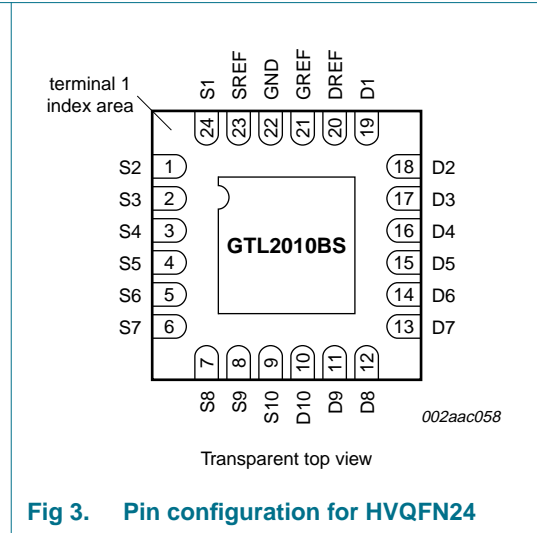 terminal 1
index area
S1 SREF GND GREF DREF D1
24 23 22 21 20 19
S2 1 18 D2
S3 2 17 D3
S4 3 16 D4
S5 4 15 D5
S6 5 14 D6
S7 6 13 D7
GTL2010BS
7 8 9 10 11 12
S8 S9 S10 D10 D9 D8
002aac058
Transparent top view
Fig 3. Pin configuration for HVQFN24